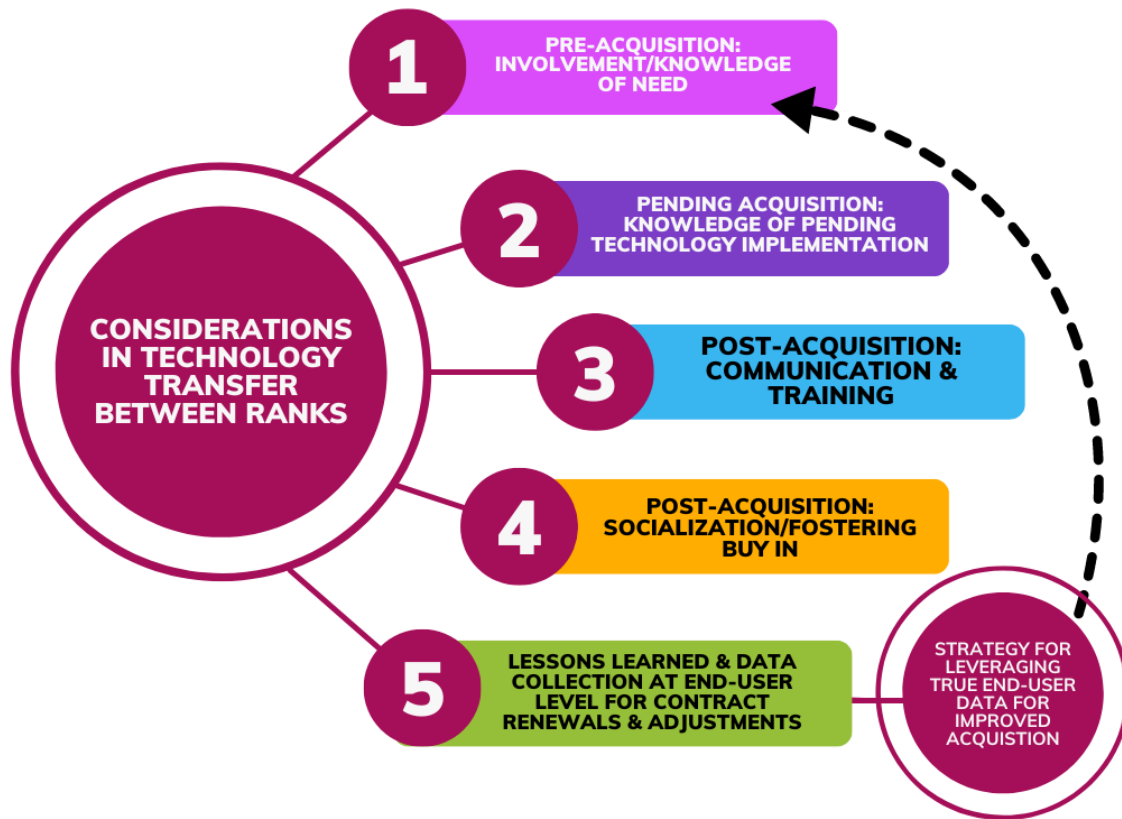 1
PRE-ACQUISITION:
INVOLVEMENT/KNOWLEDGE
OF NEED
2
PENDING ACQUISITION:
KNOWLEDGE OF PENDING
TECHNOLOGY IMPLEMENTATION
CONSIDERATIONS
IN TECHNOLOGY
TRANSFER
BETWEEN RANKS
3
POST-ACQUISITION:
COMMUNICATION &
TRAINING
4
POST-ACQUISITION:
SOCIALIZATION/FOSTERING
BUY IN
5
LESSONS LEARNED & DATA
COLLECTION AT END-USER
LEVEL FOR CONTRACT
RENEWALS & ADJUSTMENTS
STRATEGY FOR
LEVERAGING
TRUE END-USER
DATA FOR
IMPROVED
ACQUISTION